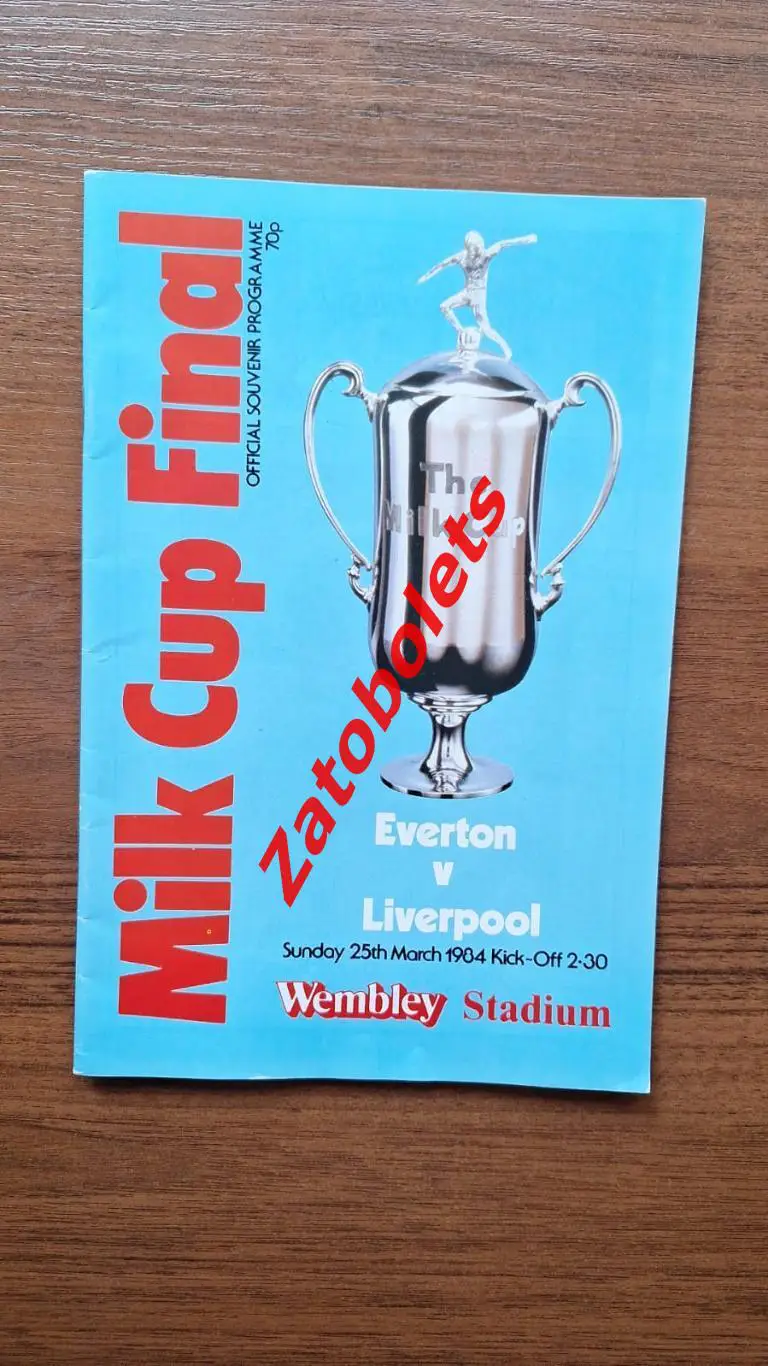 Milk Cup Final
OFFICIAL SOUVENIR PROGRAMME
70p
The
Milk Cup
Zatobolets
Everton
v
Liverpool
Sunday 25th March 1984 Kick-Off 2·30
Wembley Stadium